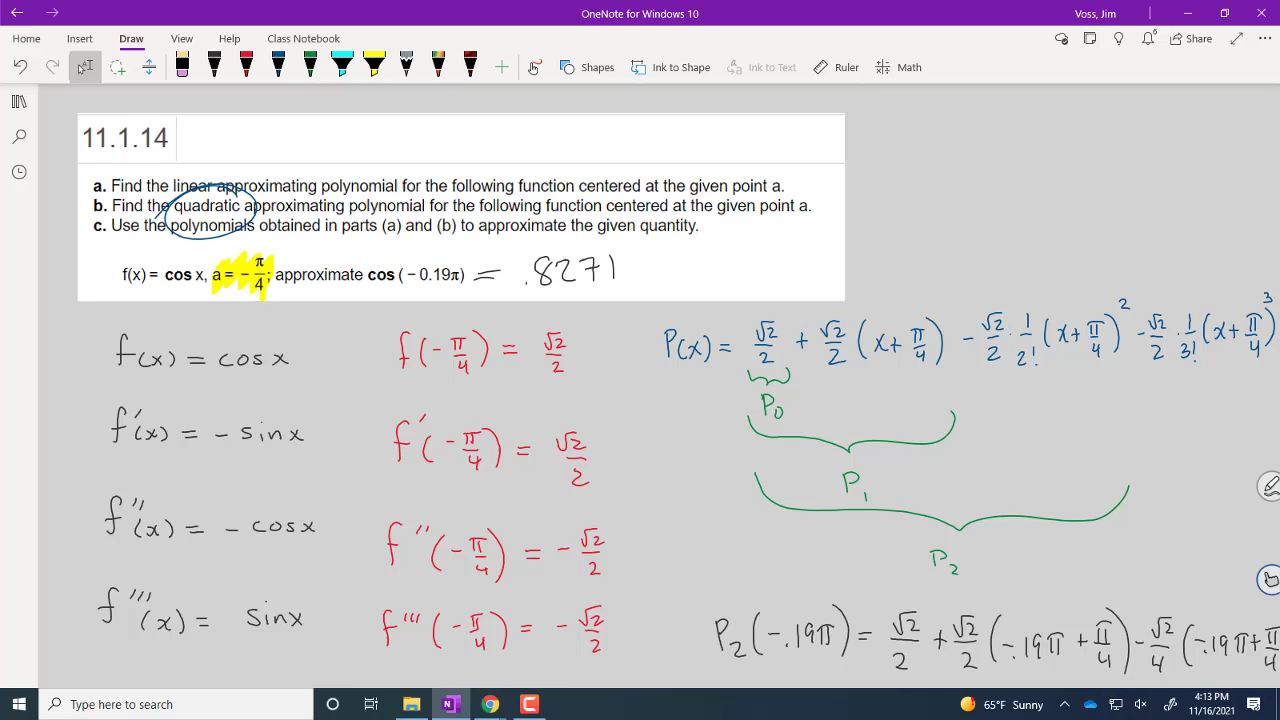 OneNote for Windows 10
Voss, Jim
Home Insert Draw View Help Class Notebook
Share
Shapes Ink to Shape Ink to Text Ruler Math
11.1.14
a. Find the linear approximating polynomial for the following function centered at the given point a.
b. Find the quadratic approximating polynomial for the following function centered at the given point a.
c. Use the polynomials obtained in parts (a) and (b) to approximate the given quantity.
f(x) = cos x, a = − π/4; approximate cos (− 0.19π) = .8271
f(x) = cosx
f'(x) = - sinx
f''(x) = - cosx
f'''(x) = sinx
f(-π/4) = √2/2
f'(-π/4) = √2/2
f''(-π/4) = - √2/2
f'''(-π/4) = - √2/2
P(x) = √2/2 + √2/2 (x + π/4) - √2/2 · 1/2! (x + π/4)² - √2/2 · 1/3! (x + π/4)³
P₀
P₁
P₂
P₂(-.19π) = √2/2 + √2/2 (-.19π + π/4) - √2/4 (-.19π + π/4
Type here to search
65°F Sunny
4:13 PM
11/16/2021